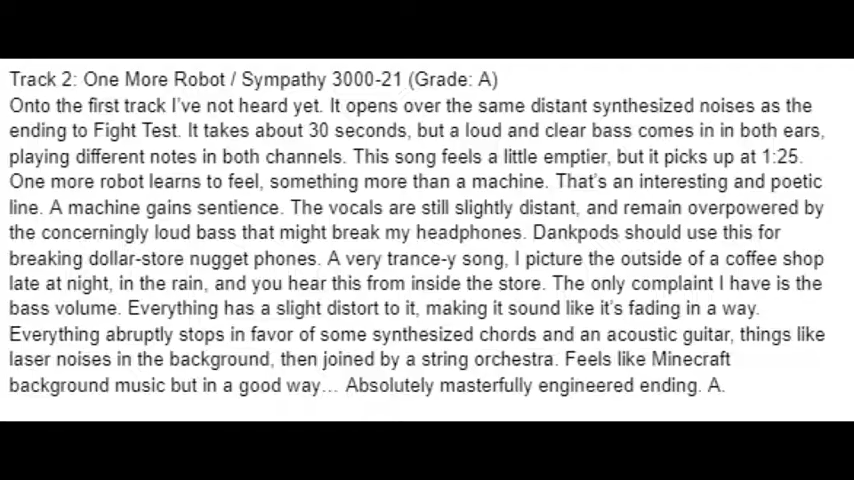 Track 2: One More Robot / Sympathy 3000-21 (Grade: A)
Onto the first track I've not heard yet. It opens over the same distant synthesized noises as the
ending to Fight Test. It takes about 30 seconds, but a loud and clear bass comes in in both ears,
playing different notes in both channels. This song feels a little emptier, but it picks up at 1:25.
One more robot learns to feel, something more than a machine. That's an interesting and poetic
line. A machine gains sentience. The vocals are still slightly distant, and remain overpowered by
the concerningly loud bass that might break my headphones. Dankpods should use this for
breaking dollar-store nugget phones. A very trance-y song, I picture the outside of a coffee shop
late at night, in the rain, and you hear this from inside the store. The only complaint I have is the
bass volume. Everything has a slight distort to it, making it sound like it's fading in a way.
Everything abruptly stops in favor of some synthesized chords and an acoustic guitar, things like
laser noises in the background, then joined by a string orchestra. Feels like Minecraft
background music but in a good way... Absolutely masterfully engineered ending. A.